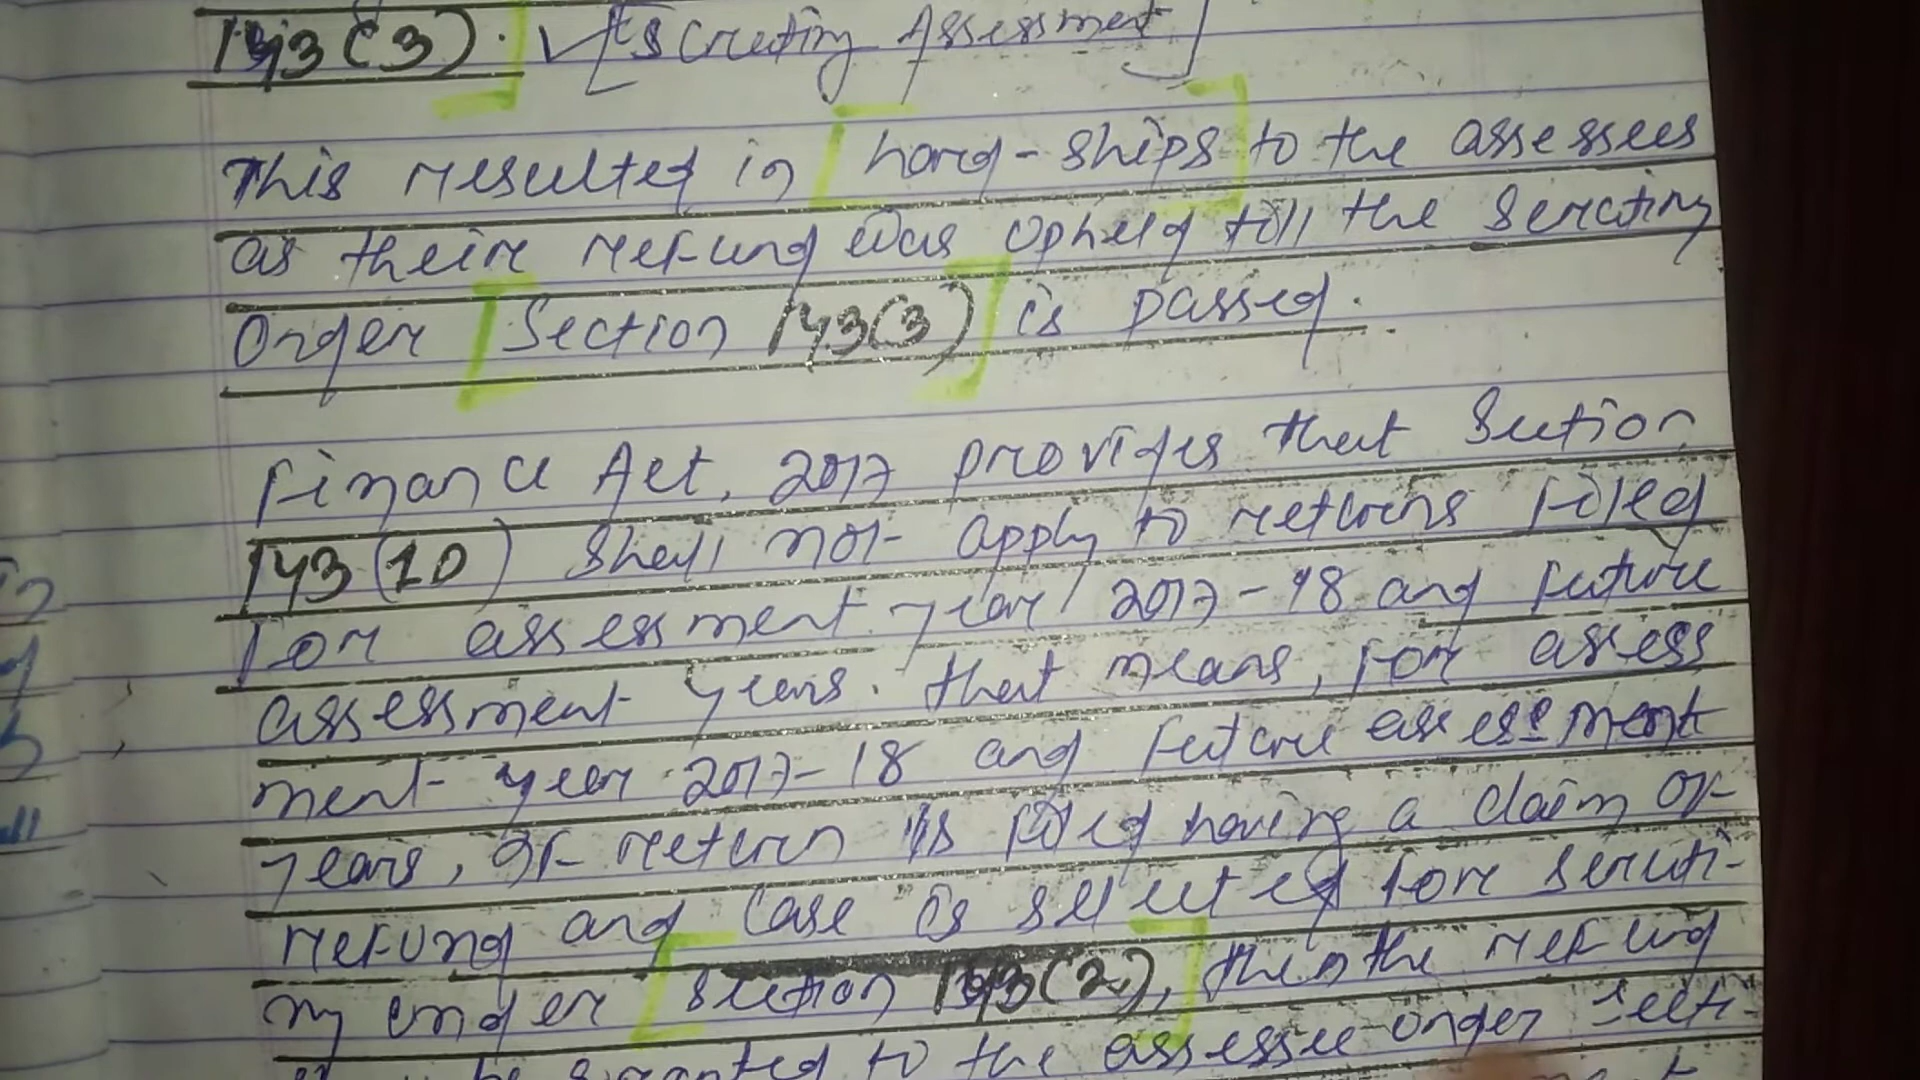 143(3). [Scrutiny Assessment]
This resulted in hard-ships to the assessees
as their refund was upheld till the scrutiny
Order Section 143(3) is passed.
Finance Act, 2017 provides that Section
143(1D) shall not apply to returns filed
for assessment year 2017-18 and future
assessment years. that means, for assess
ment year 2017-18 and future assessment
years, if return is filed having a claim of
refund and case is selected for scruti-
ny under section 143(2), then the refund
be granted to the assessee under secti